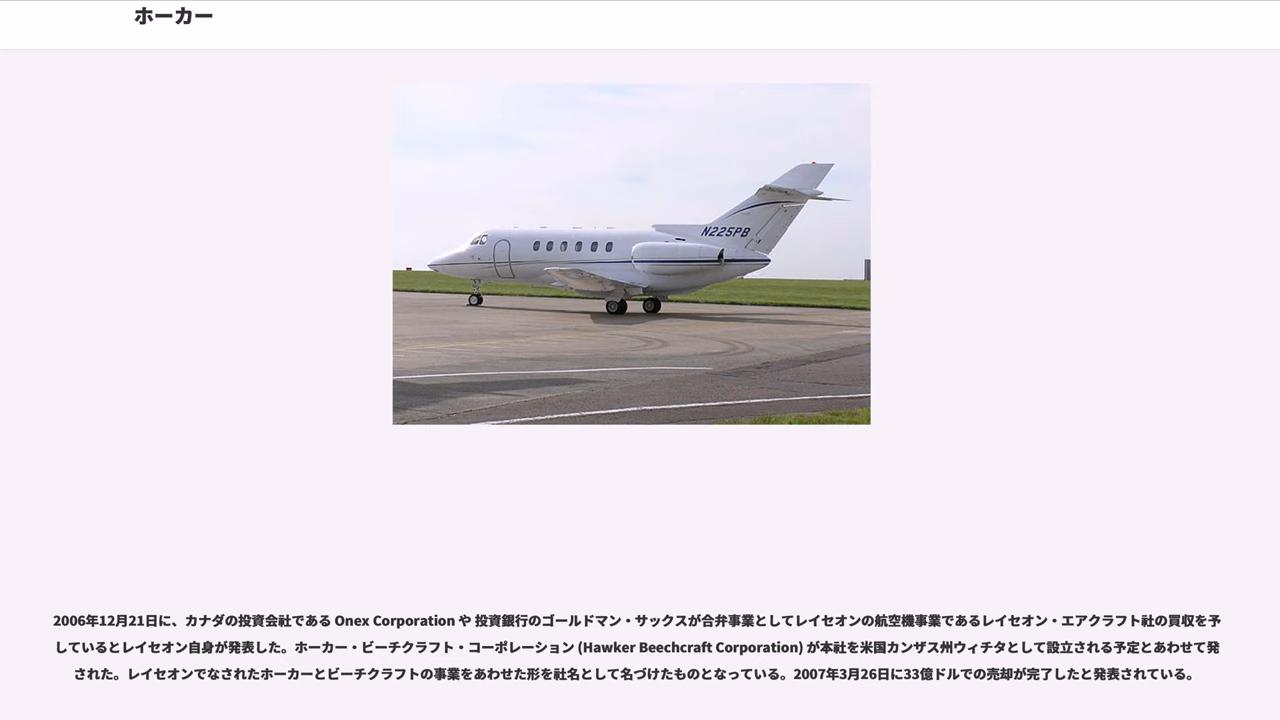 ホーカー
N225PB
2006年12月21日に、カナダの投資会社である Onex Corporation や 投資銀行のゴールドマン・サックスが合弁事業としてレイセオンの航空機事業であるレイセオン・エアクラフト社の買収を予
しているとレイセオン自身が発表した。ホーカー・ビーチクラフト・コーポレーション (Hawker Beechcraft Corporation) が本社を米国カンザス州ウィチタとして設立される予定とあわせて発
された。レイセオンでなされたホーカーとビーチクラフトの事業をあわせた形を社名として名づけたものとなっている。2007年3月26日に33億ドルでの売却が完了したと発表されている。